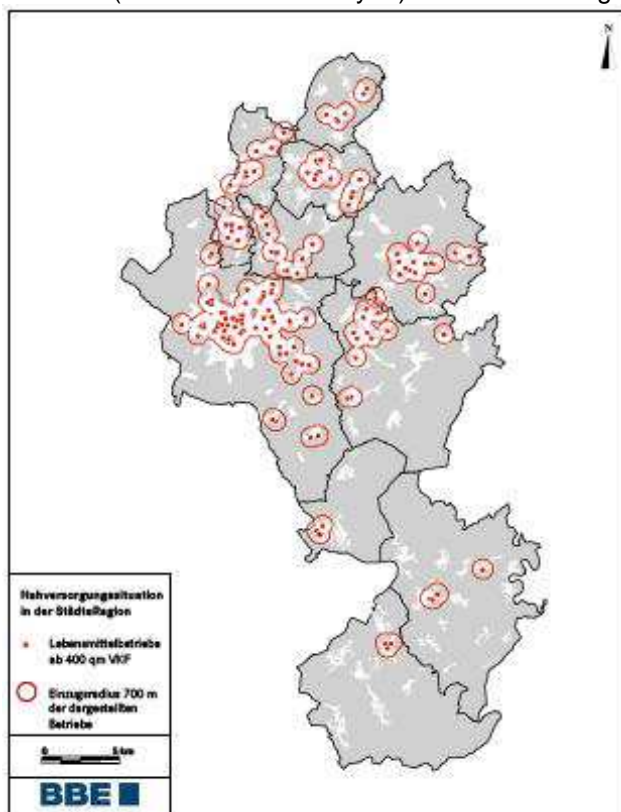 N
Nahversorgungssituation
in der StädteRegion
Lebensmittelbetriebe
ab 400 qm VKF
Einzugsradius 700 m
der dargestellten
Betriebe
0 5 km
BBE